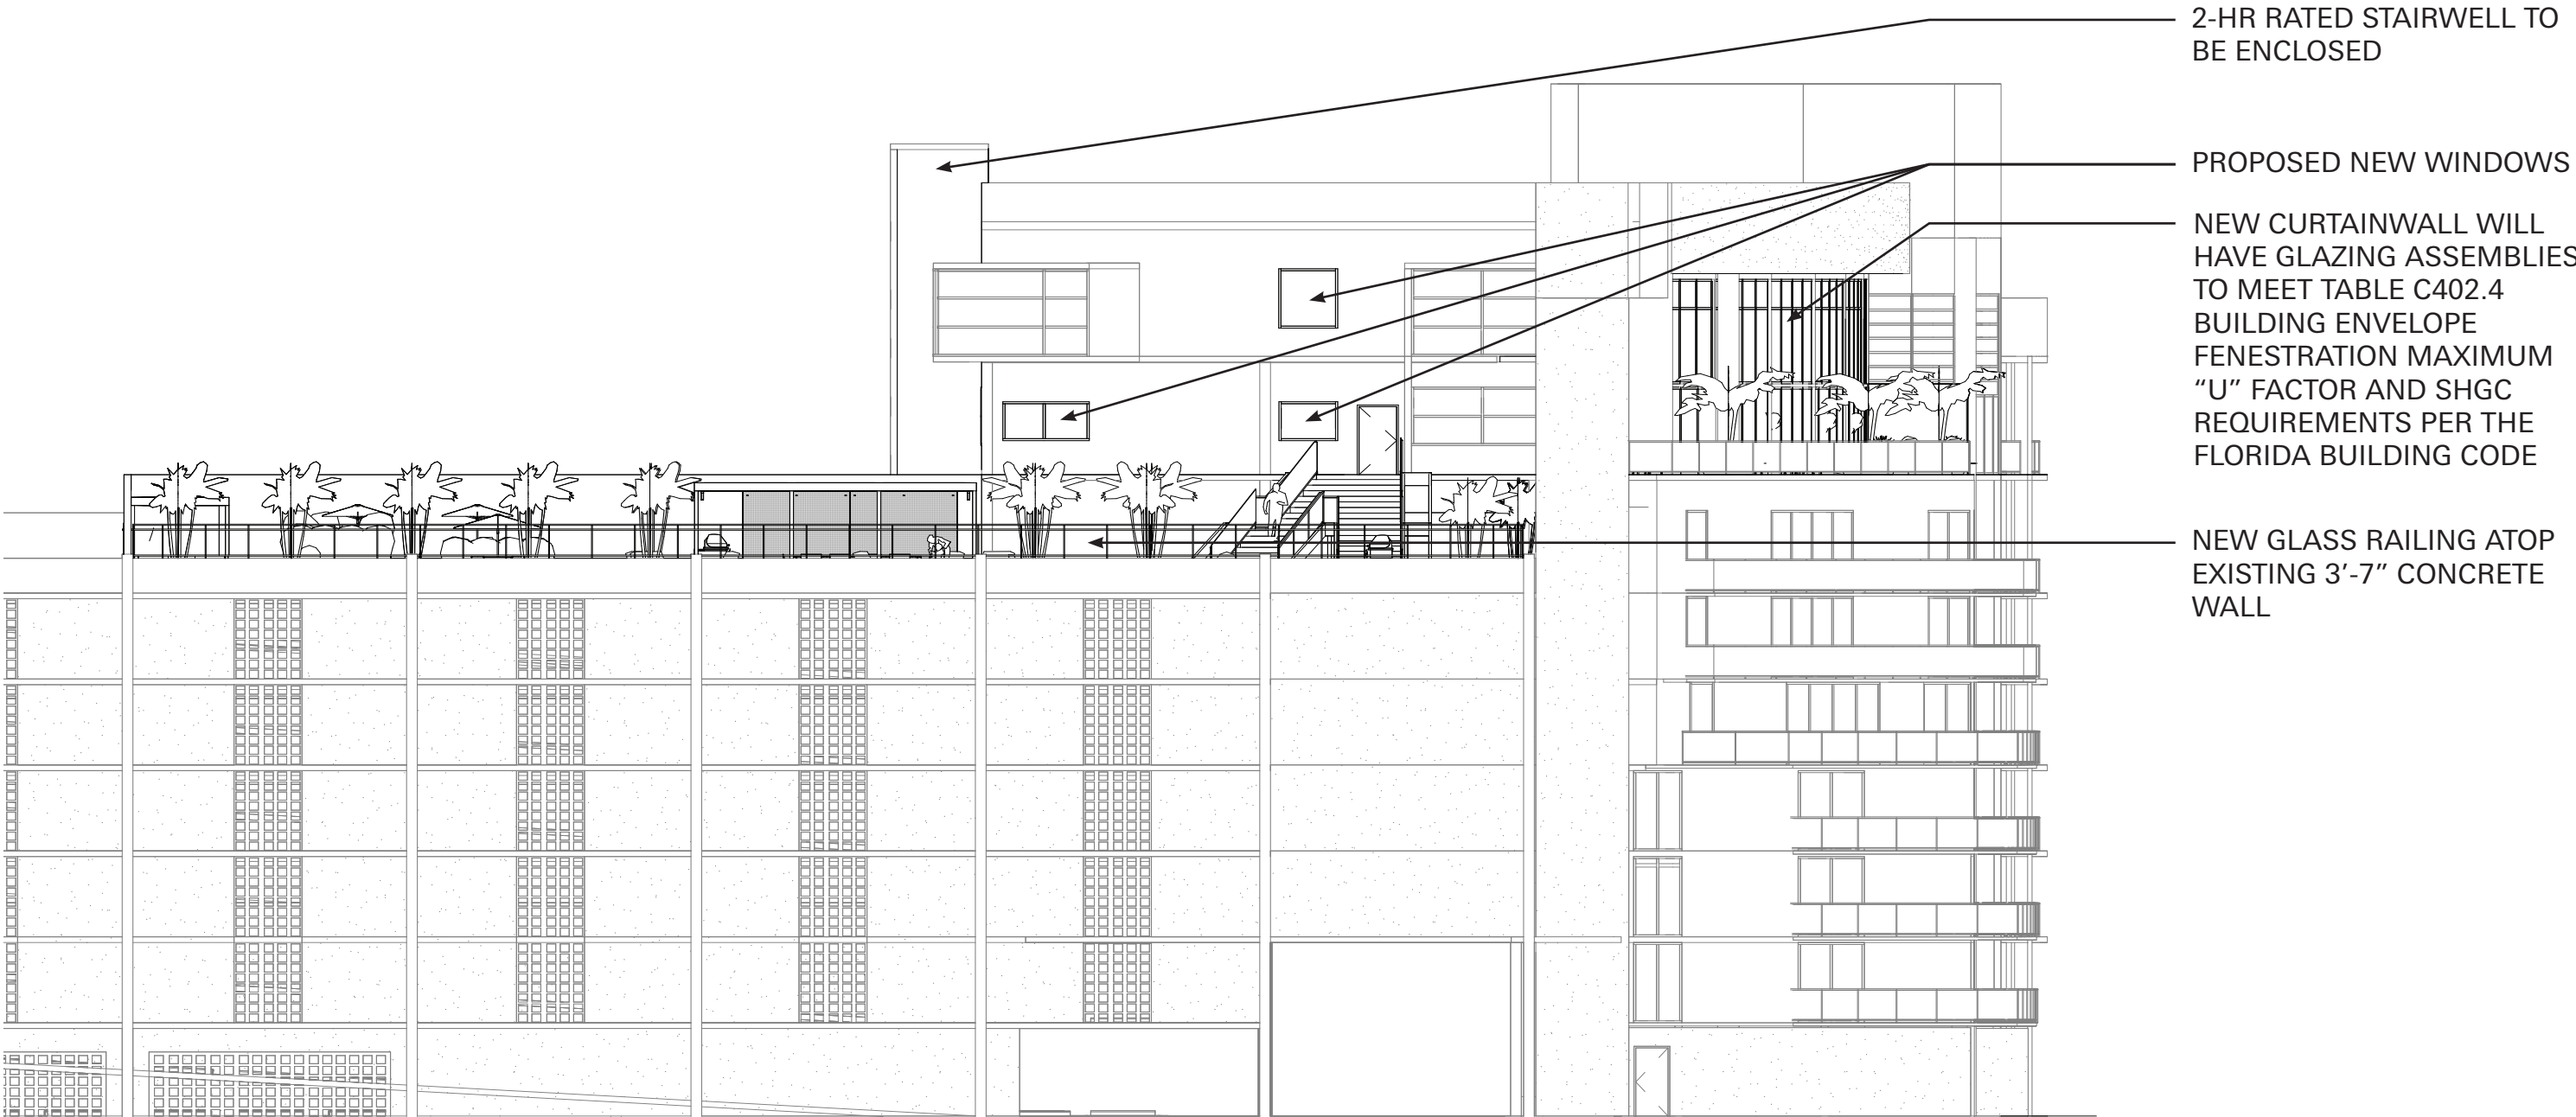 2-HR RATED STAIRWELL TO
BE ENCLOSED
PROPOSED NEW WINDOWS
NEW CURTAINWALL WILL
HAVE GLAZING ASSEMBLIES
TO MEET TABLE C402.4
BUILDING ENVELOPE
FENESTRATION MAXIMUM
“U” FACTOR AND SHGC
REQUIREMENTS PER THE
FLORIDA BUILDING CODE
NEW GLASS RAILING ATOP
EXISTING 3’-7” CONCRETE
WALL